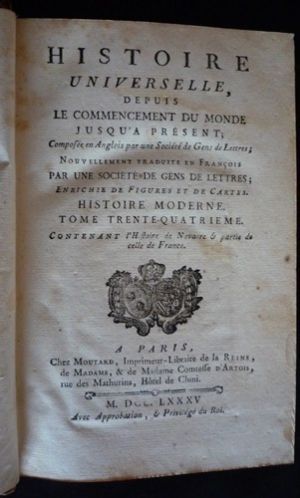 HISTOIRE
UNIVERSELLE,
DEPUIS
LE COMMENCEMENT DU MONDE
JUSQU'A PRÉSENT;
Composée en Anglois par une Société de Gens de Lettres;
NOUVELLEMENT TRADUITE EN FRANÇOIS
PAR UNE SOCIÉTÉ DE GENS DE LETTRES;
ENRICHIE DE FIGURES ET DE CARTES.
HISTOIRE MODERNE.
TOME TRENTE-QUATRIEME.
CONTENANT l'Histoire de Navarre & partie de
celle de France.
A PARIS,
Chez MOUTARD, Imprimeur-Libraire de la REINE,
de MADAME, & de Madame Comtesse D'ARTOIS,
rue des Mathurins, Hôtel de Cluni.
M. DCC. LXXXV
Avec Approbation, & Privilége du Roi.